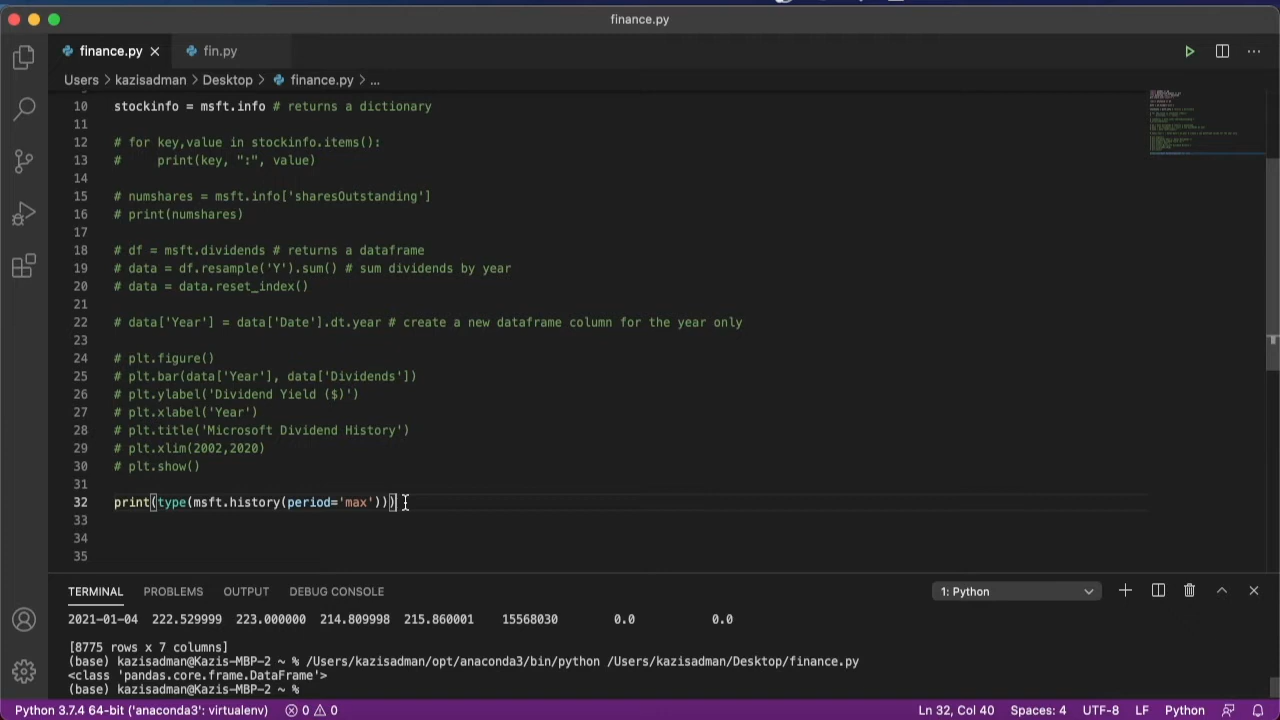 finance.py
finance.py
fin.py
Users > kazisadman > Desktop > finance.py > ...
10 stockinfo = msft.info # returns a dictionary
11
12 # for key,value in stockinfo.items():
13 #     print(key, ":", value)
14
15 # numshares = msft.info['sharesOutstanding']
16 # print(numshares)
17
18 # df = msft.dividends # returns a dataframe
19 # data = df.resample('Y').sum() # sum dividends by year
20 # data = data.reset_index()
21
22 # data['Year'] = data['Date'].dt.year # create a new dataframe column for the year only
23
24 # plt.figure()
25 # plt.bar(data['Year'], data['Dividends'])
26 # plt.ylabel('Dividend Yield ($)')
27 # plt.xlabel('Year')
28 # plt.title('Microsoft Dividend History')
29 # plt.xlim(2002,2020)
30 # plt.show()
31
32 print(type(msft.history(period='max')))
33
34
35
TERMINAL PROBLEMS OUTPUT DEBUG CONSOLE 1: Python
2021-01-04 222.529999 223.000000 214.809998 215.860001 15568030 0.0 0.0
[8775 rows x 7 columns]
(base) kazisadman@Kazis-MBP-2 ~ % /Users/kazisadman/opt/anaconda3/bin/python /Users/kazisadman/Desktop/finance.py
<class 'pandas.core.frame.DataFrame'>
(base) kazisadman@Kazis-MBP-2 ~ %
Python 3.7.4 64-bit ('anaconda3': virtualenv) 0 0 Ln 32, Col 40 Spaces: 4 UTF-8 LF Python